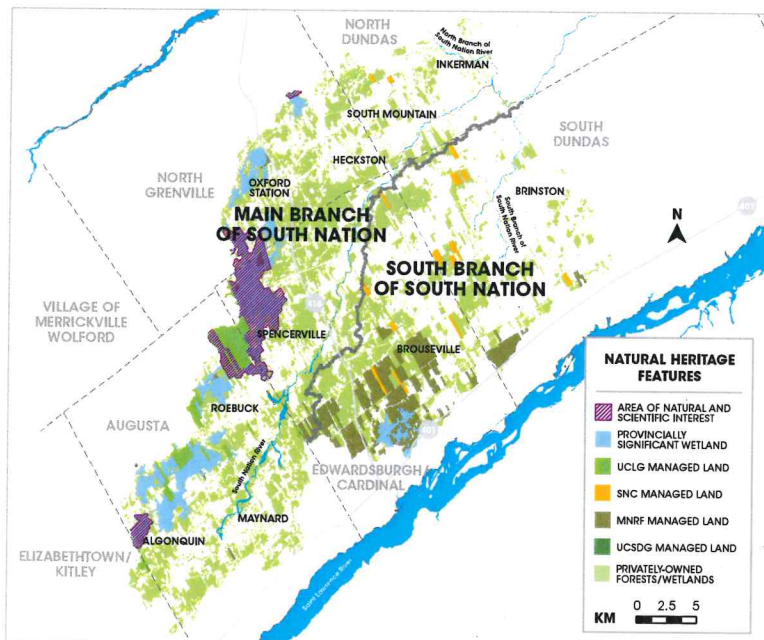 NORTH
DUNDAS
North Branch of
South Nation River
INKERMAN
SOUTH MOUNTAIN
SOUTH
DUNDAS
HECKSTON
NORTH
GRENVILLE
OXFORD
STATION
BRINSTON
MAIN BRANCH
OF SOUTH NATION
South Branch of
South Nation River
401
N
SOUTH BRANCH
OF SOUTH NATION
416
VILLAGE OF
MERRICKVILLE
WOLFORD
SPENCERVILLE
BROUSEVILLE
ROEBUCK
AUGUSTA
401
South Nation River
EDWARDSBURGH/
CARDINAL
MAYNARD
ALGONQUIN
ELIZABETHTOWN/
KITLEY
Saint Lawrence River
NATURAL HERITAGE
FEATURES
AREA OF NATURAL AND
SCIENTIFIC INTEREST
PROVINCIALLY
SIGNIFICANT WETLAND
UCLG MANAGED LAND
SNC MANAGED LAND
MNRF MANAGED LAND
UCSDG MANAGED LAND
PRIVATELY-OWNED
FORESTS/WETLANDS
KM 0 2.5 5